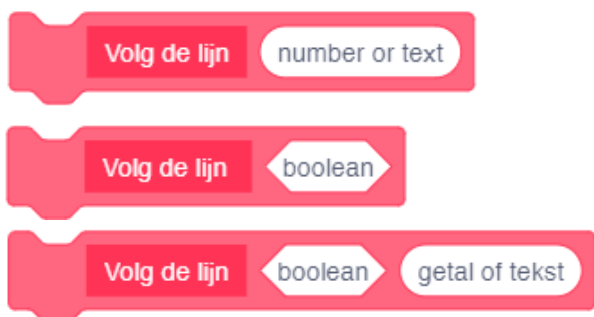 Volg de lijn number or text
Volg de lijn boolean
Volg de lijn boolean getal of tekst